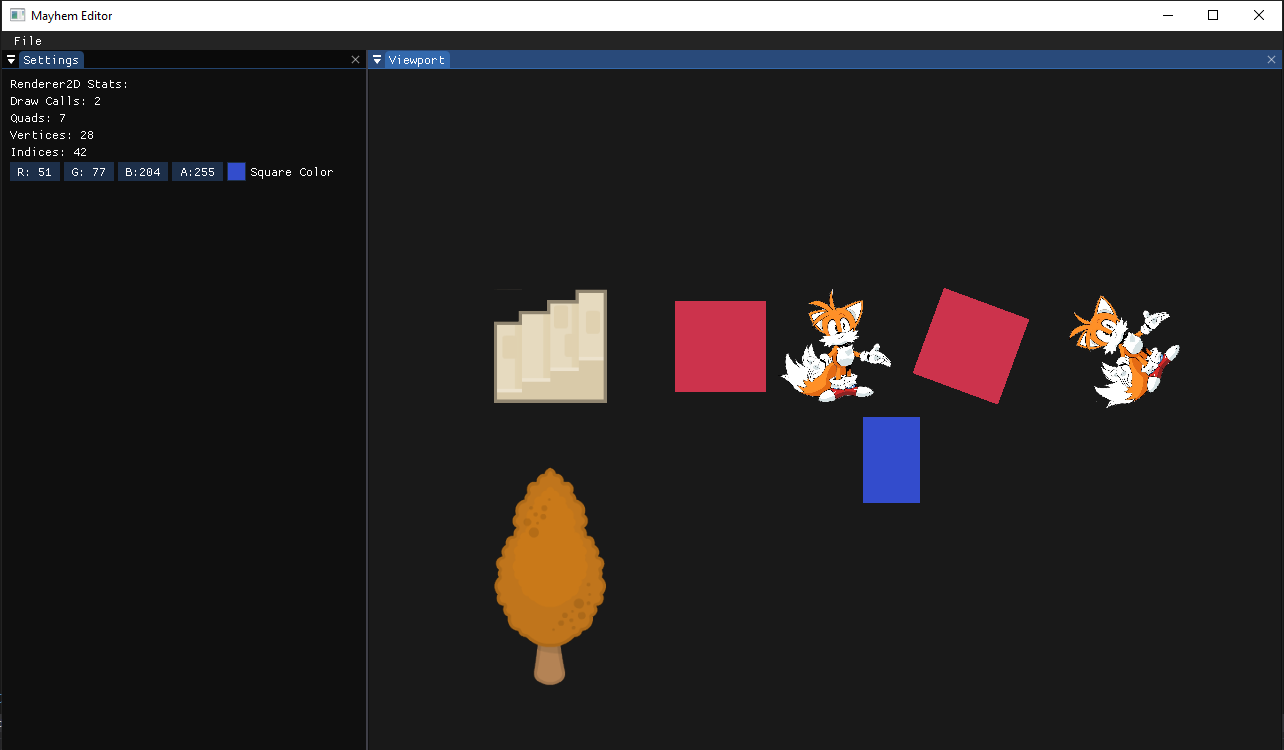 Mayhem Editor
File
Settings
Viewport
Renderer2D Stats:
Draw Calls: 2
Quads: 7
Vertices: 28
Indices: 42
R: 51 G: 77 B:204 A:255 Square Color